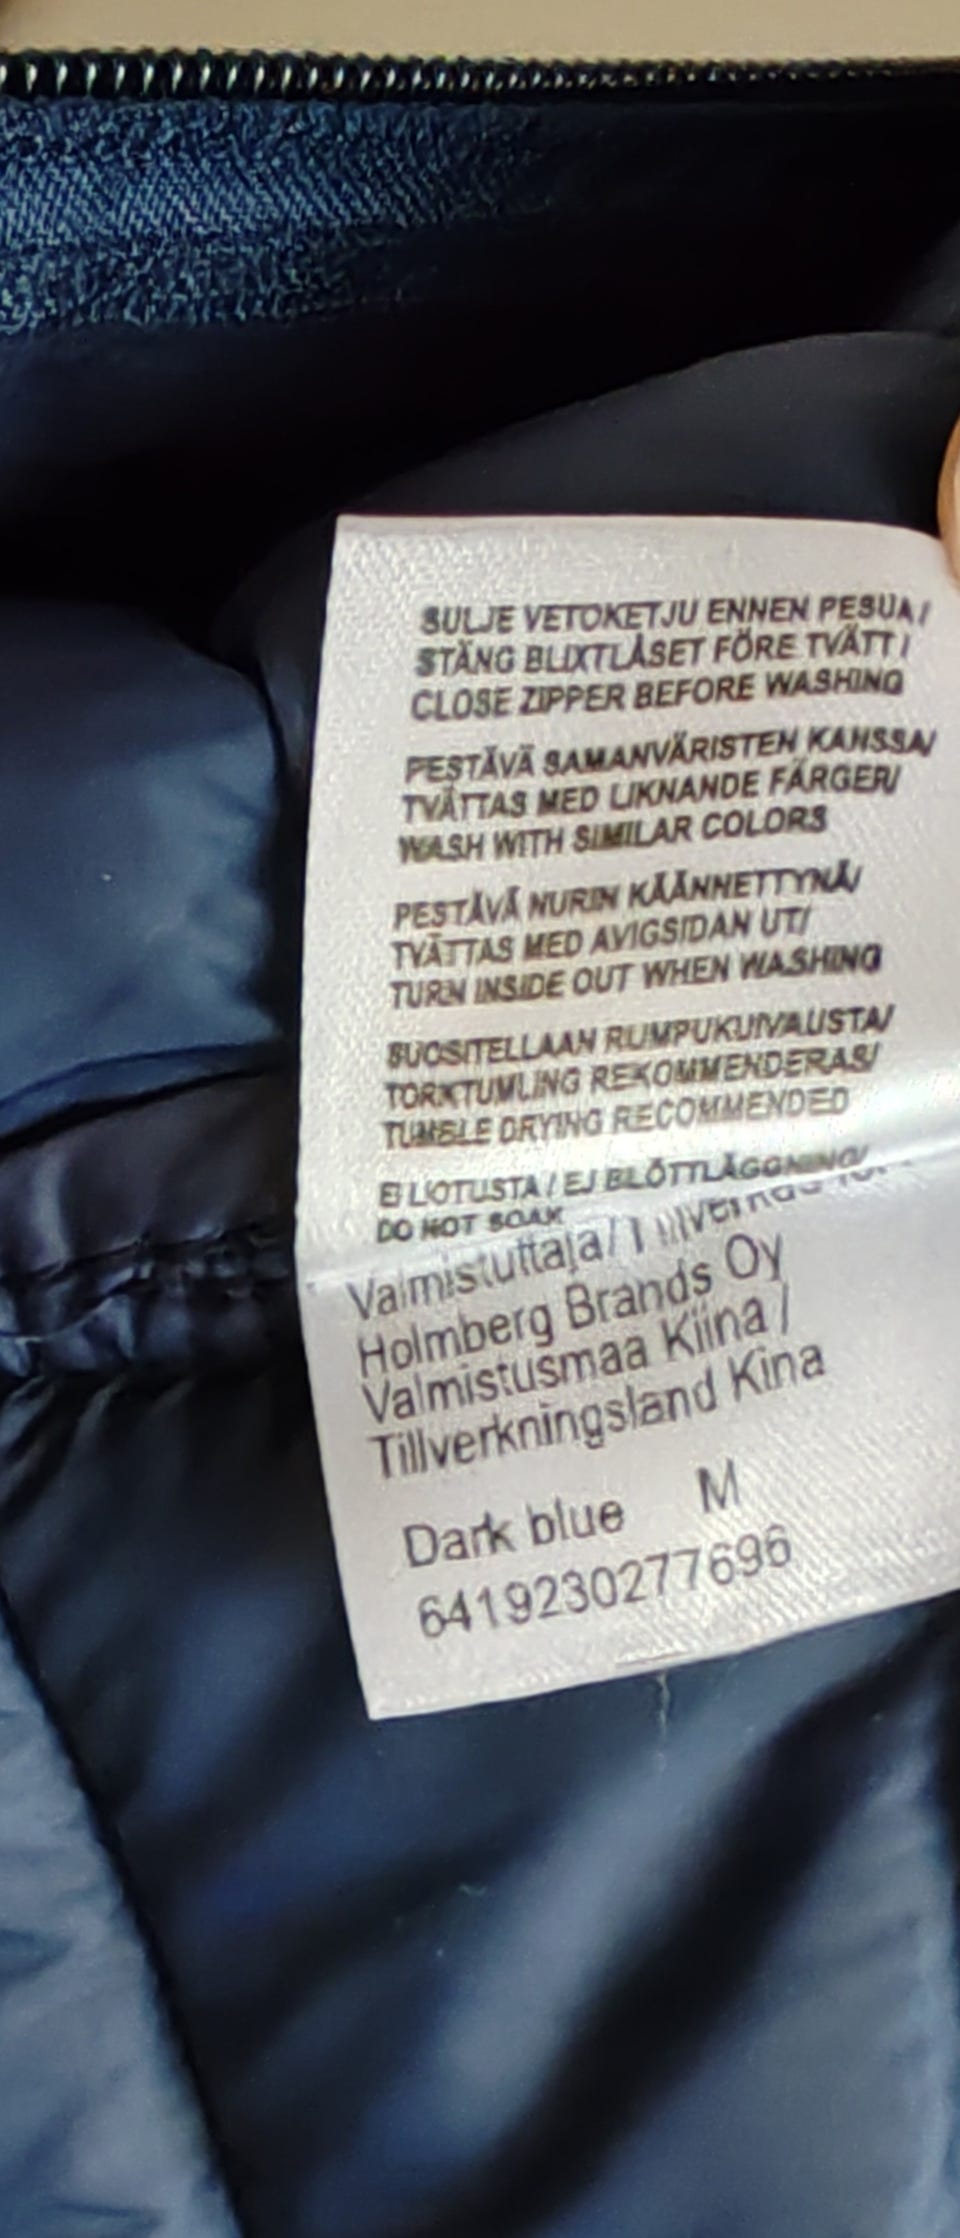 SULJE VETOKETJU ENNEN PESUA /
STÄNG BLIXTLÅSET FÖRE TVÄTT /
CLOSE ZIPPER BEFORE WASHING
PESTÄVÄ SAMANVÄRISTEN KANSSA/
TVÄTTAS MED LIKNANDE FÄRGER/
WASH WITH SIMILAR COLORS
PESTÄVÄ NURIN KÄÄNNETTYNÄ/
TVÄTTAS MED AVIGSIDAN UT/
TURN INSIDE OUT WHEN WASHING
SUOSITELLAAN RUMPUKUIVAUSTA/
TORKTUMLING REKOMMENDERAS/
TUMBLE DRYING RECOMMENDED
EI LIOTUSTA / EJ BLÖTLÄGGNING/
DO NOT SOAK
Valmistuttaja/
Holmberg Brands Oy
Valmistusmaa Kiina /
Tillverkningsland Kina
Dark blue M
6419230277696